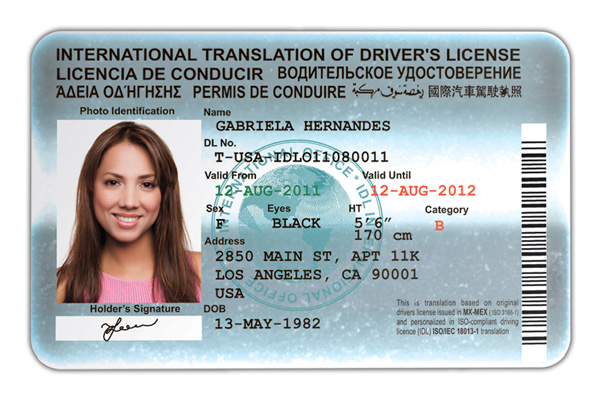 INTERNATIONAL TRANSLATION OF DRIVER'S LICENSE
LICENCIA DE CONDUCIR ВОДИТЕЛЬСКОЕ УДОСТОВЕРЕНИЕ
ἌΔΕΙΑ ΟΔΉΓΗΣΗΣ PERMIS DE CONDUIRE 國際汽車駕駛執照
Photo Identification
Name
GABRIELA HERNANDES
DL No.
T-USA-IDL011080011
Valid From Valid Until
12-AUG-2011 12-AUG-2012
Sex Eyes HT Category
F BLACK 5'6″ B
170 cm
Address
2850 MAIN ST, APT 11K
LOS ANGELES, CA 90001
USA
DOB
13-MAY-1982
Holder's Signature
This is translation based on original
drivers license issued in MX-MEX (ISO 3166-1)
and personalized in ISO-compliant driving
licence (IDL) ISO/IEC 18013-1 translation
INTERNATIONAL OFFICE • IDL